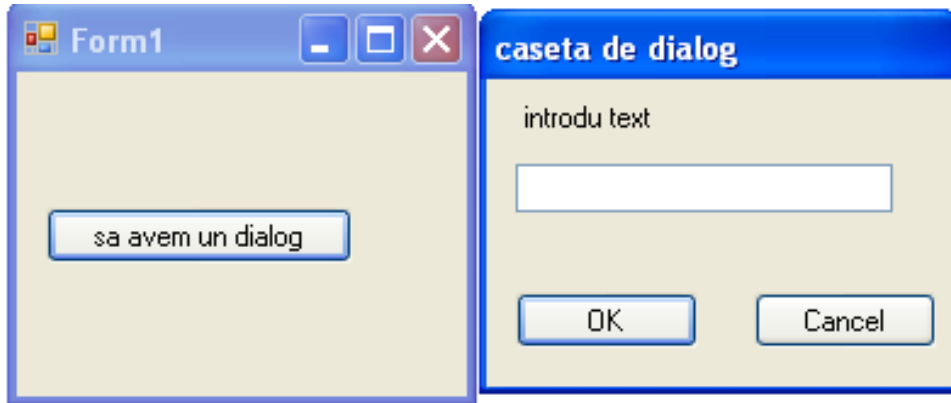 Form1
sa avem un dialog
caseta de dialog
introdu text
OK
Cancel